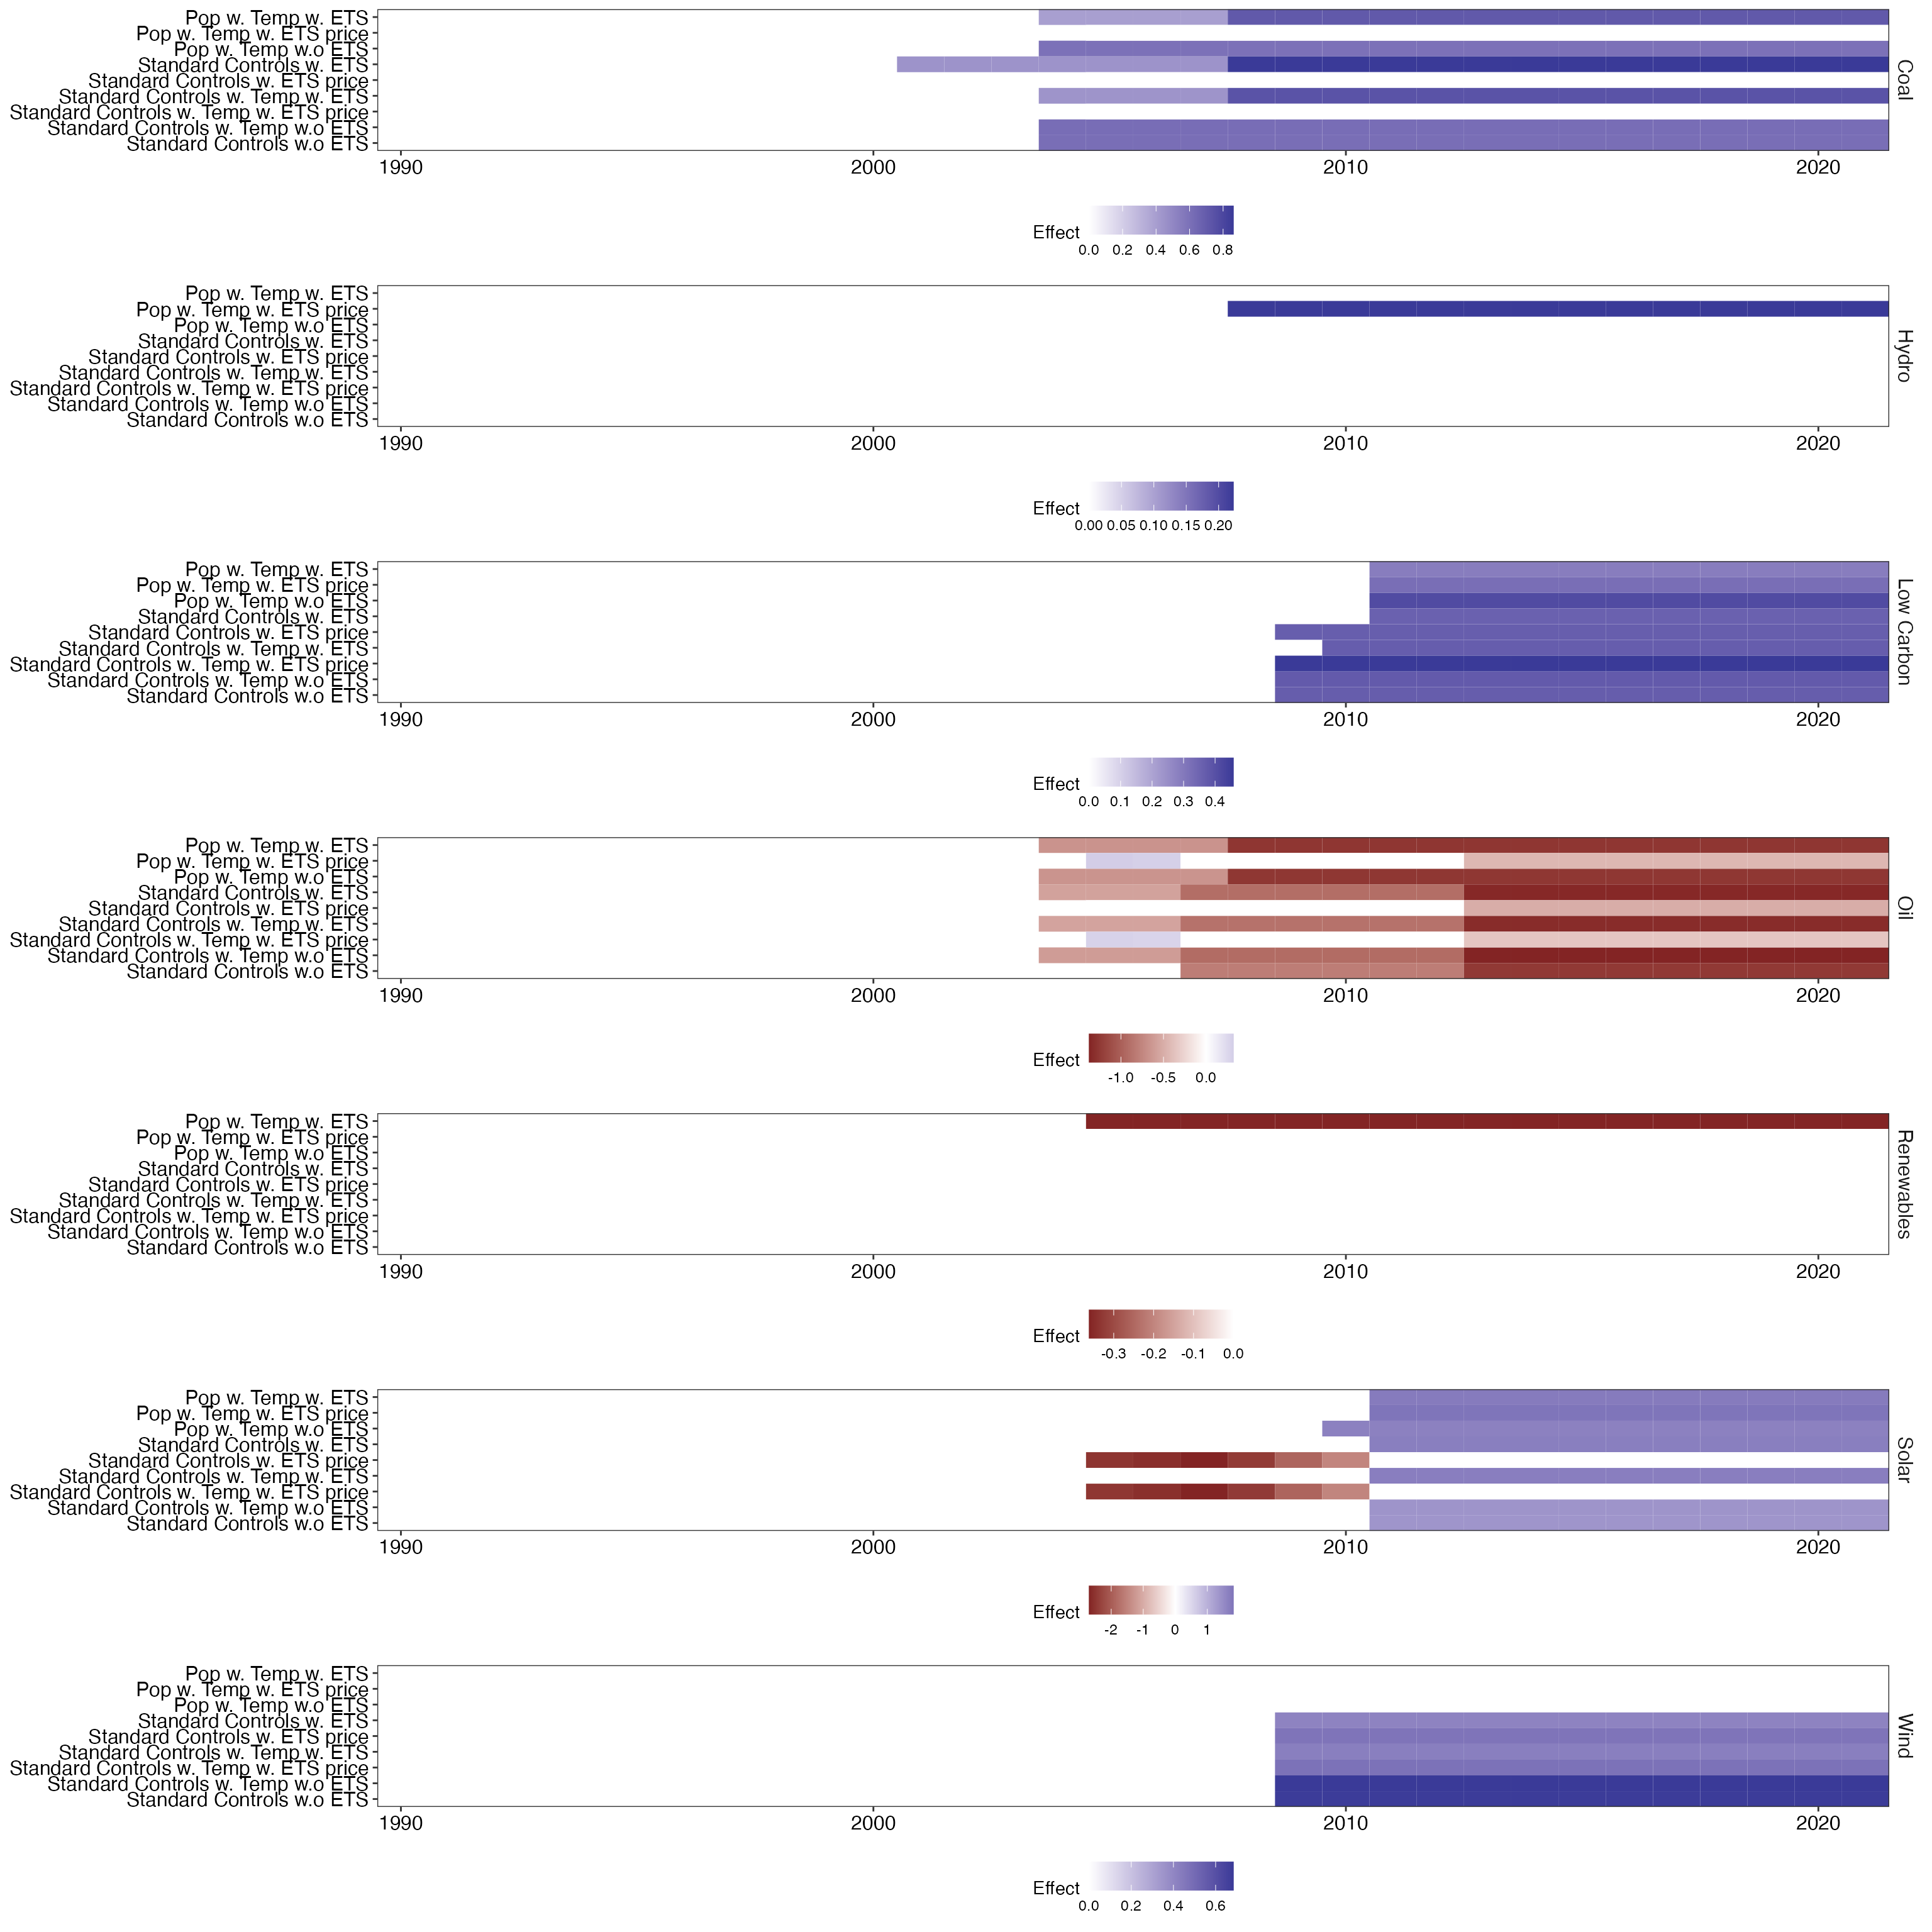 Pop w. Temp w. ETS
Pop w. Temp w. ETS price
Pop w. Temp w.o ETS
Standard Controls w. ETS
Standard Controls w. ETS price
Standard Controls w. Temp w. ETS
Standard Controls w. Temp w. ETS price
Standard Controls w. Temp w.o ETS
Standard Controls w.o ETS
Coal
1990 2000 2010 2020
Effect
0.0 0.2 0.4 0.6 0.8
Pop w. Temp w. ETS
Pop w. Temp w. ETS price
Pop w. Temp w.o ETS
Standard Controls w. ETS
Standard Controls w. ETS price
Standard Controls w. Temp w. ETS
Standard Controls w. Temp w. ETS price
Standard Controls w. Temp w.o ETS
Standard Controls w.o ETS
Hydro
1990 2000 2010 2020
Effect
0.00 0.05 0.10 0.15 0.20
Pop w. Temp w. ETS
Pop w. Temp w. ETS price
Pop w. Temp w.o ETS
Standard Controls w. ETS
Standard Controls w. ETS price
Standard Controls w. Temp w. ETS
Standard Controls w. Temp w. ETS price
Standard Controls w. Temp w.o ETS
Standard Controls w.o ETS
Low Carbon
1990 2000 2010 2020
Effect
0.0 0.1 0.2 0.3 0.4
Pop w. Temp w. ETS
Pop w. Temp w. ETS price
Pop w. Temp w.o ETS
Standard Controls w. ETS
Standard Controls w. ETS price
Standard Controls w. Temp w. ETS
Standard Controls w. Temp w. ETS price
Standard Controls w. Temp w.o ETS
Standard Controls w.o ETS
Oil
1990 2000 2010 2020
Effect
-1.0 -0.5 0.0
Pop w. Temp w. ETS
Pop w. Temp w. ETS price
Pop w. Temp w.o ETS
Standard Controls w. ETS
Standard Controls w. ETS price
Standard Controls w. Temp w. ETS
Standard Controls w. Temp w. ETS price
Standard Controls w. Temp w.o ETS
Standard Controls w.o ETS
Renewables
1990 2000 2010 2020
Effect
-0.3 -0.2 -0.1 0.0
Pop w. Temp w. ETS
Pop w. Temp w. ETS price
Pop w. Temp w.o ETS
Standard Controls w. ETS
Standard Controls w. ETS price
Standard Controls w. Temp w. ETS
Standard Controls w. Temp w. ETS price
Standard Controls w. Temp w.o ETS
Standard Controls w.o ETS
Solar
1990 2000 2010 2020
Effect
-2 -1 0 1
Pop w. Temp w. ETS
Pop w. Temp w. ETS price
Pop w. Temp w.o ETS
Standard Controls w. ETS
Standard Controls w. ETS price
Standard Controls w. Temp w. ETS
Standard Controls w. Temp w. ETS price
Standard Controls w. Temp w.o ETS
Standard Controls w.o ETS
Wind
1990 2000 2010 2020
Effect
0.0 0.2 0.4 0.6